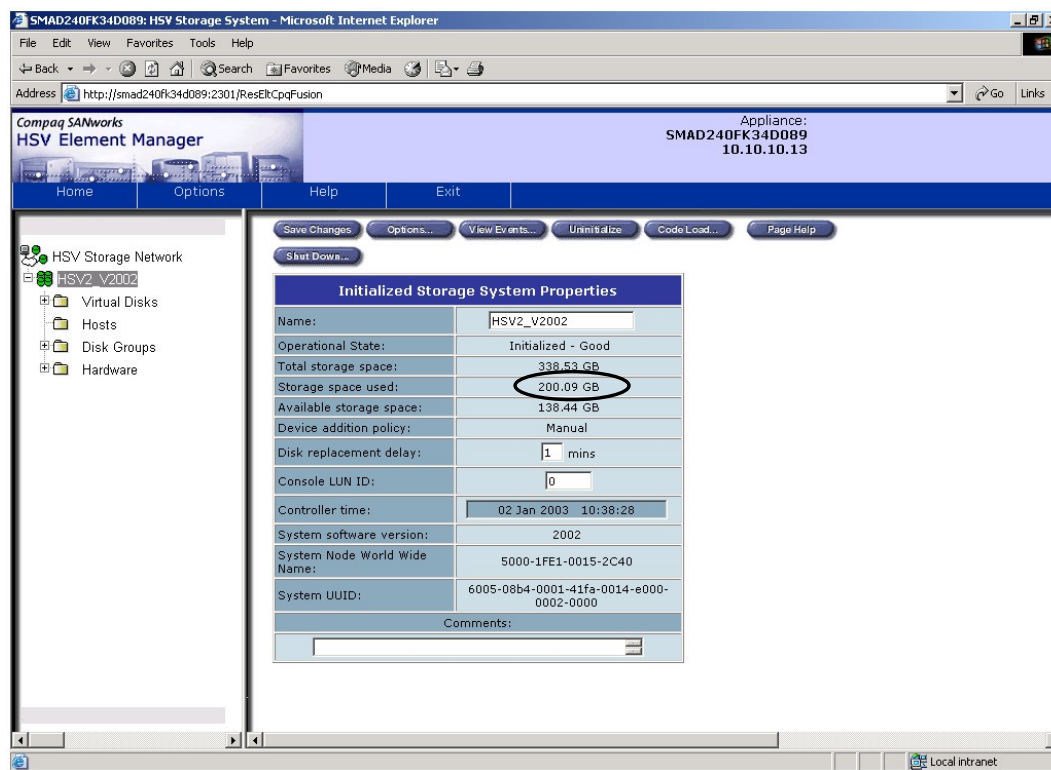 SMAD240FK34D089: HSV Storage System - Microsoft Internet Explorer
File Edit View Favorites Tools Help
Back Search Favorites Media
Address http://smad240fk34d089:2301/ResEltCpqFusion Go Links
Compaq SANworks
HSV Element Manager
Appliance:
SMAD240FK34D089
10.10.10.13
Home Options Help Exit
HSV Storage Network
HSV2_V2002
Virtual Disks
Hosts
Disk Groups
Hardware
Save Changes Options... View Events... Uninitialize Code Load... Page Help
Shut Down...
Initialized Storage System Properties
Name: HSV2_V2002
Operational State: Initialized - Good
Total storage space: 338.53 GB
Storage space used: 200.09 GB
Available storage space: 138.44 GB
Device addition policy: Manual
Disk replacement delay: 1 mins
Console LUN ID: 0
Controller time: 02 Jan 2003 10:38:28
System software version: 2002
System Node World Wide
Name: 5000-1FE1-0015-2C40
System UUID: 6005-08b4-0001-41fa-0014-e000-
0002-0000
Comments:
Local intranet